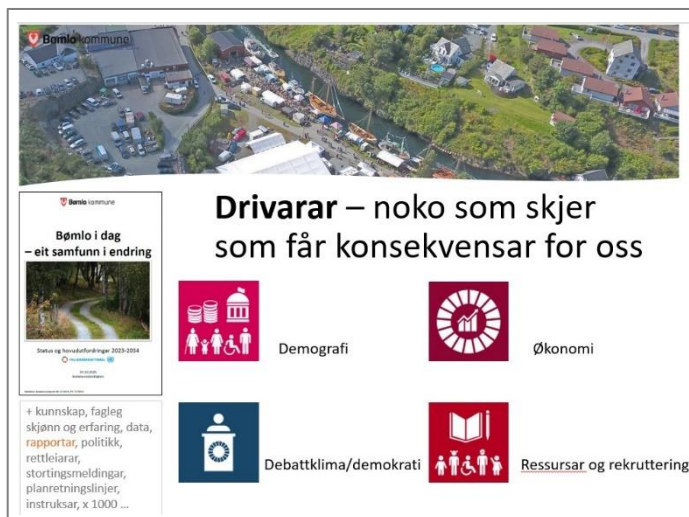 Bømlo kommune
Drivarar – noko som skjer
som får konsekvensar for oss
Bømlo kommune
Bømlo i dag
– eit samfunn i endring
Status og hovudutfordringar 2023-2034
Demografi
Økonomi
+ kunnskap, fagleg
skjønn og erfaring, data,
rapportar, politikk,
rettleiarar,
stortingsmeldingar,
planretningslinjer,
instruksar, x 1000 ...
Debattklima/demokrati
Ressursar og rekruttering